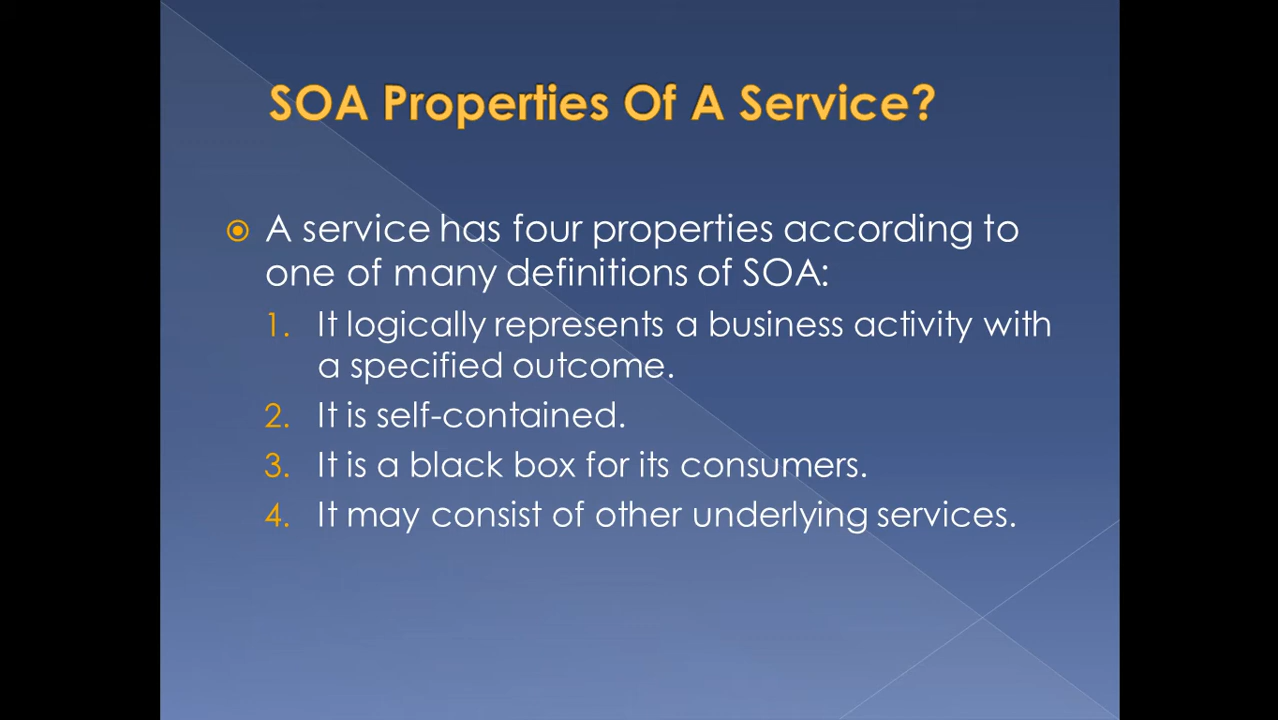 SOA Properties Of A Service?
A service has four properties according to
one of many definitions of SOA:
1. It logically represents a business activity with
a specified outcome.
2. It is self-contained.
3. It is a black box for its consumers.
4. It may consist of other underlying services.